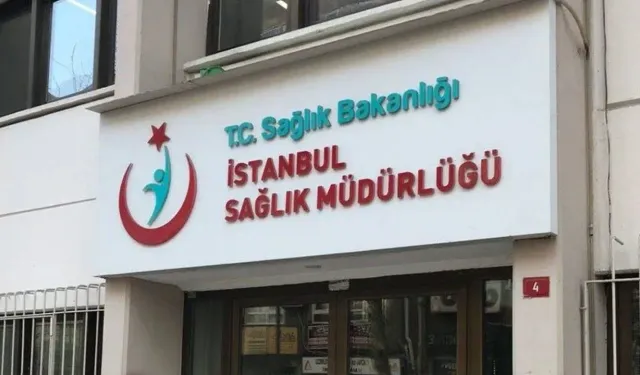 T.C. Sağlık Bakanlığı
İSTANBUL
SAĞLIK MÜDÜRLÜĞÜ
4